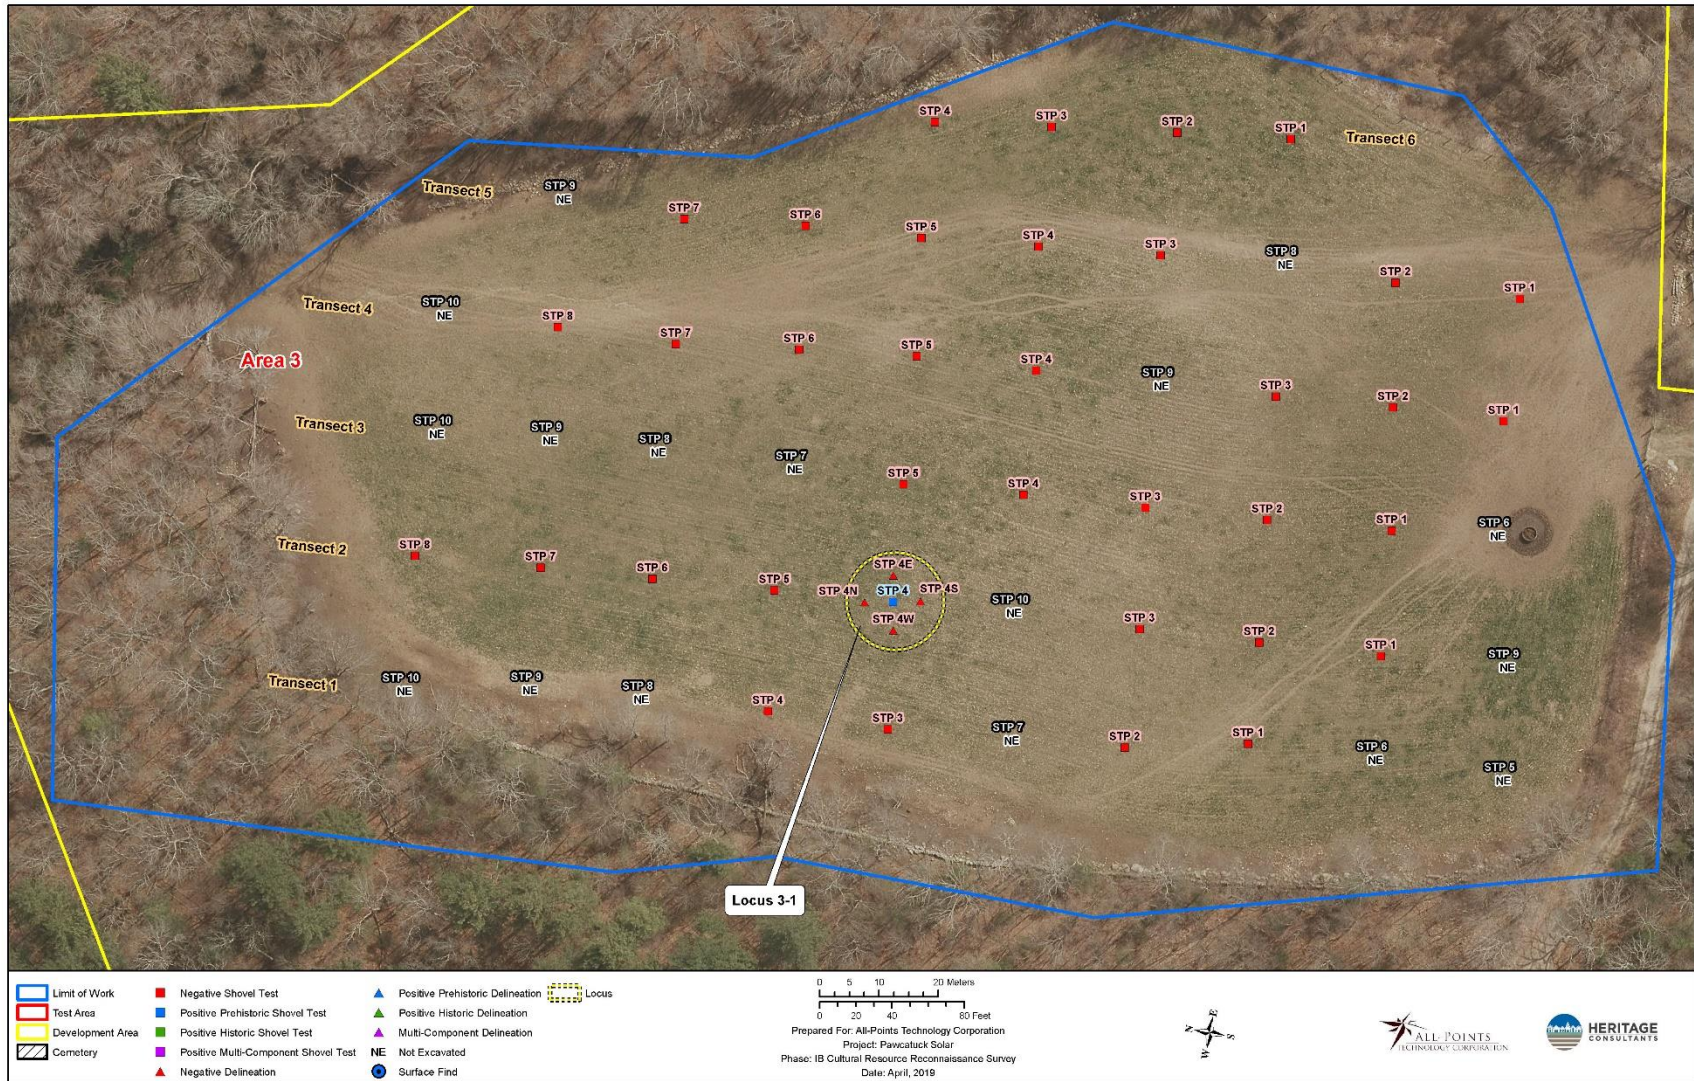 STP 4
STP 3
STP 2
STP 1
Transect 6
Transect 5
STP 9
NE
STP 7
STP 6
STP 5
STP 4
STP 3
STP 8
NE
STP 2
STP 1
Transect 4
STP 10
NE
STP 8
STP 7
STP 6
STP 5
STP 4
STP 9
NE
STP 3
STP 2
STP 1
Area 3
Transect 3
STP 10
NE
STP 9
NE
STP 8
NE
STP 7
NE
STP 5
STP 4
STP 3
STP 2
STP 1
STP 6
NE
Transect 2
STP 8
STP 7
STP 6
STP 5
STP 4E
STP 4N
STP 4
STP 4S
STP 4W
STP 10
NE
STP 3
STP 2
STP 1
STP 9
NE
Transect 1
STP 10
NE
STP 9
NE
STP 8
NE
STP 4
STP 3
STP 7
NE
STP 2
STP 1
STP 6
NE
STP 5
NE
Locus 3-1
Limit of Work
Test Area
Development Area
Cemetery
Negative Shovel Test
Positive Prehistoric Shovel Test
Positive Historic Shovel Test
Positive Multi-Component Shovel Test
Negative Delineation
Positive Prehistoric Delineation
Positive Historic Delineation
Multi-Component Delineation
NE Not Excavated
Surface Find
Locus
0 5 10 20 Meters
0 20 40 80 Feet
Prepared For: All-Points Technology Corporation
Project: Pawcatuck Solar
Phase: IB Cultural Resource Reconnaissance Survey
Date: April, 2019
N E
W S
ALL-POINTS
TECHNOLOGY CORPORATION
HERITAGE
CONSULTANTS